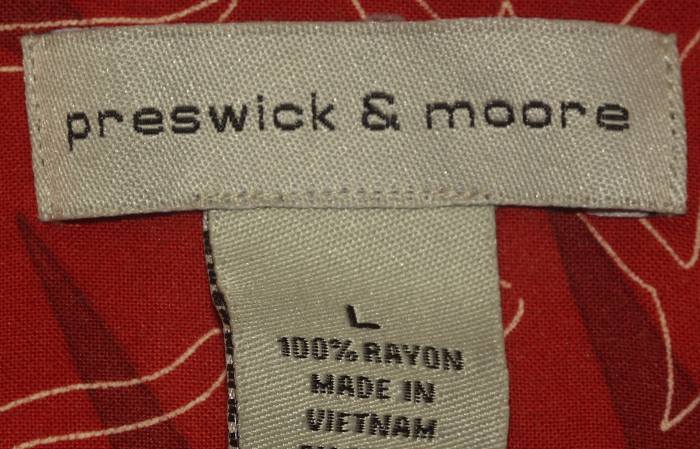 preswick & moore
L
100% RAYON
MADE IN
VIETNAM